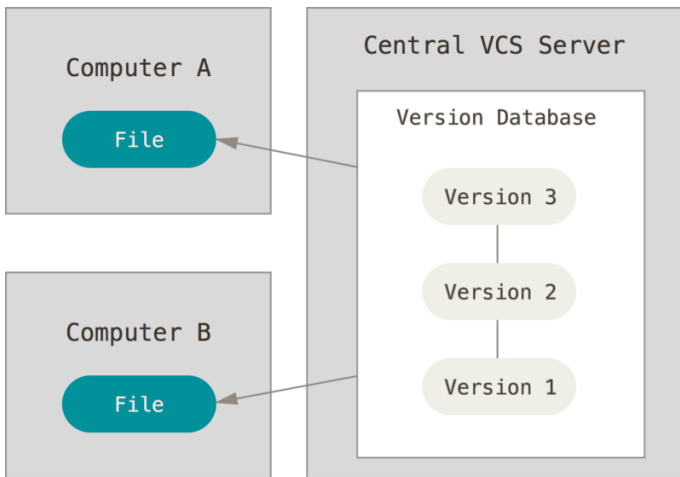 Computer A
File
Central VCS Server
Version Database
Version 3
Version 2
Version 1
Computer B
File